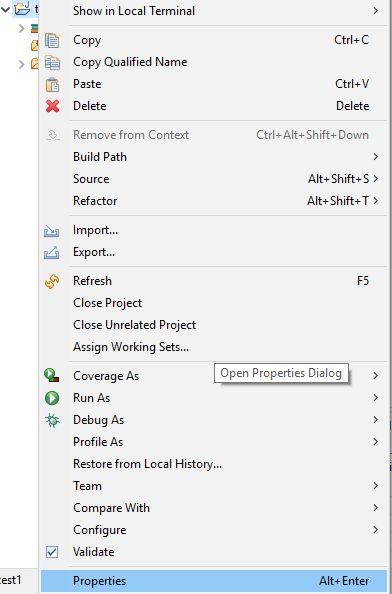 t
Show in Local Terminal
Copy Ctrl+C
Copy Qualified Name
Paste Ctrl+V
Delete Delete
Remove from Context Ctrl+Alt+Shift+Down
Build Path
Source Alt+Shift+S
Refactor Alt+Shift+T
Import...
Export...
Refresh F5
Close Project
Close Unrelated Project
Assign Working Sets...
Open Properties Dialog
Coverage As
Run As
Debug As
Profile As
Restore from Local History...
Team
Compare With
Configure
Validate
test1
Properties Alt+Enter